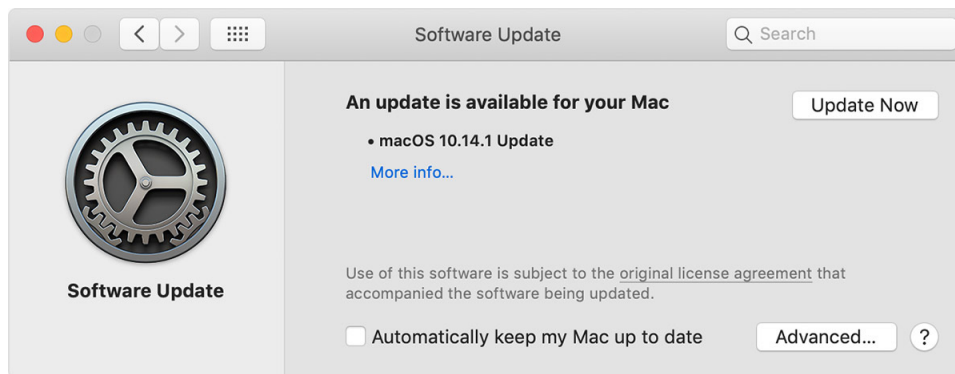 Software Update
Search
An update is available for your Mac
Update Now
• macOS 10.14.1 Update
More info...
Software Update
Use of this software is subject to the original license agreement that
accompanied the software being updated.
Automatically keep my Mac up to date
Advanced...
?